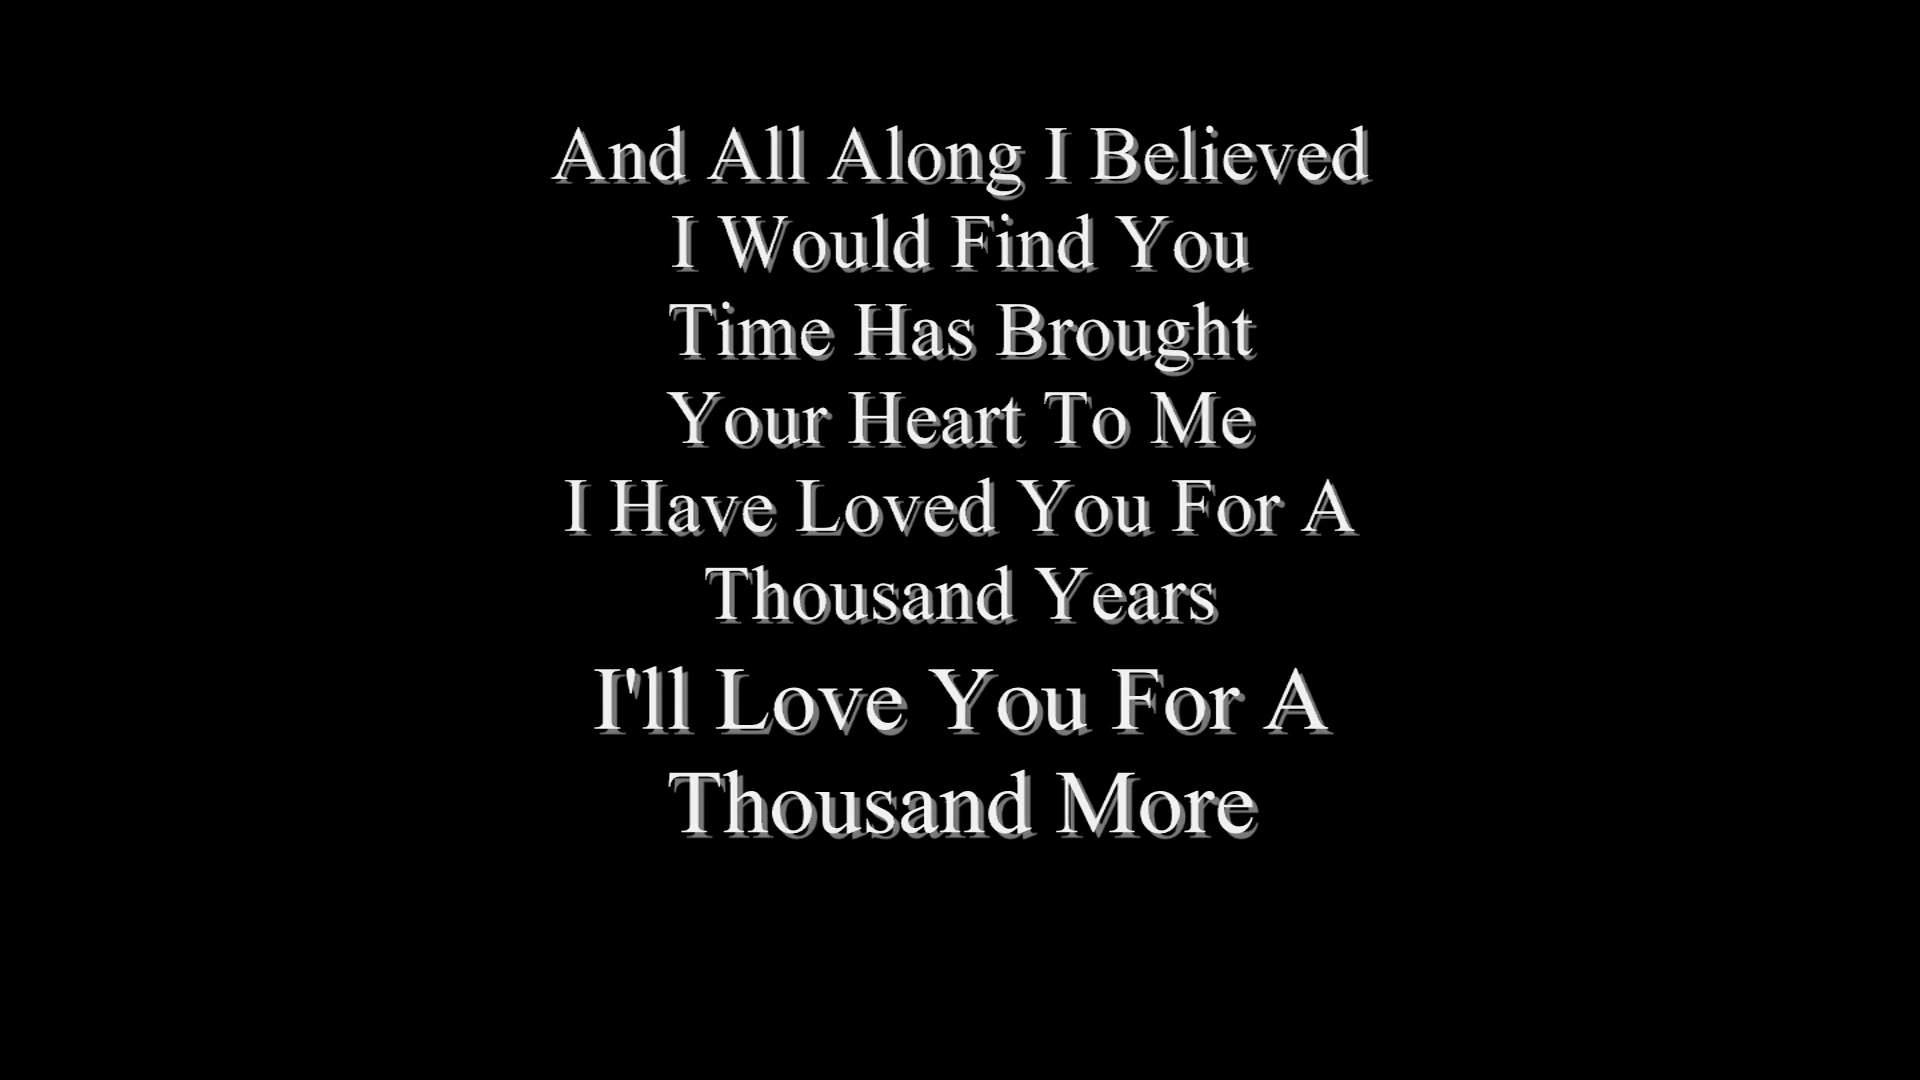 And All Along I Believed
I Would Find You
Time Has Brought
Your Heart To Me
I Have Loved You For A
Thousand Years
I'll Love You For A
Thousand More